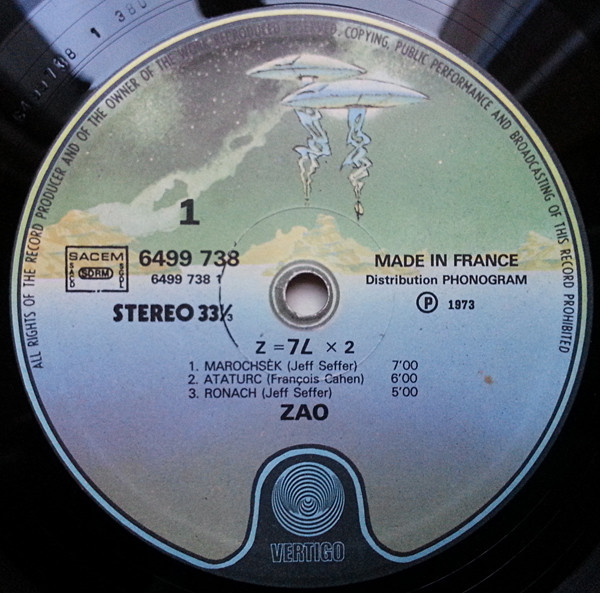 ALL RIGHTS OF THE RECORD PRODUCER AND OF THE OWNER OF THE WORK REPRODUCED RESERVED. COPYING, PUBLIC PERFORMANCE AND BROADCASTING OF THIS RECORD PROHIBITED
1
SACEM
SACD
SDRM
SGDL
6499 738
6499 738 1
STEREO 33⅓
MADE IN FRANCE
Distribution PHONOGRAM
Ⓟ 1973
Z = 7L × 2
1. MAROCHSÈK (Jeff Seffer) 7'00
2. ATATURC (François Cahen) 6'00
3. RONACH (Jeff Seffer) 5'00
ZAO
VERTIGO